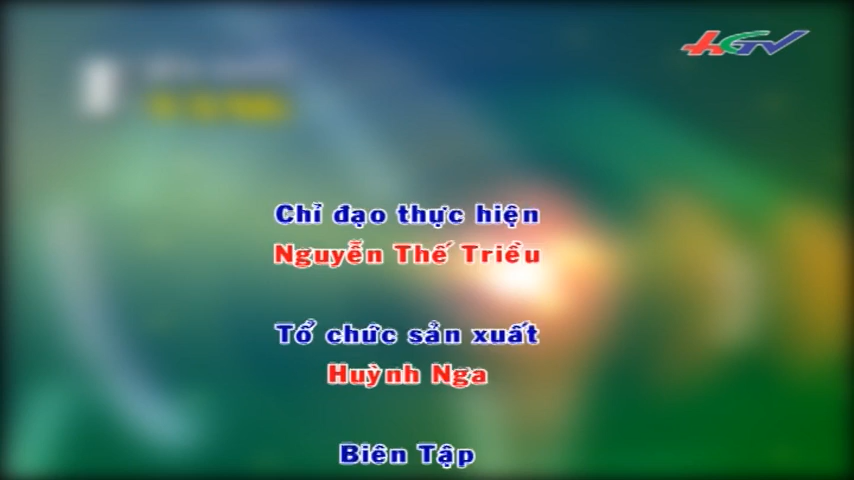 HGV
Chỉ đạo thực hiện
Nguyễn Thế Triều
Tổ chức sản xuất
Huỳnh Nga
Biên Tập